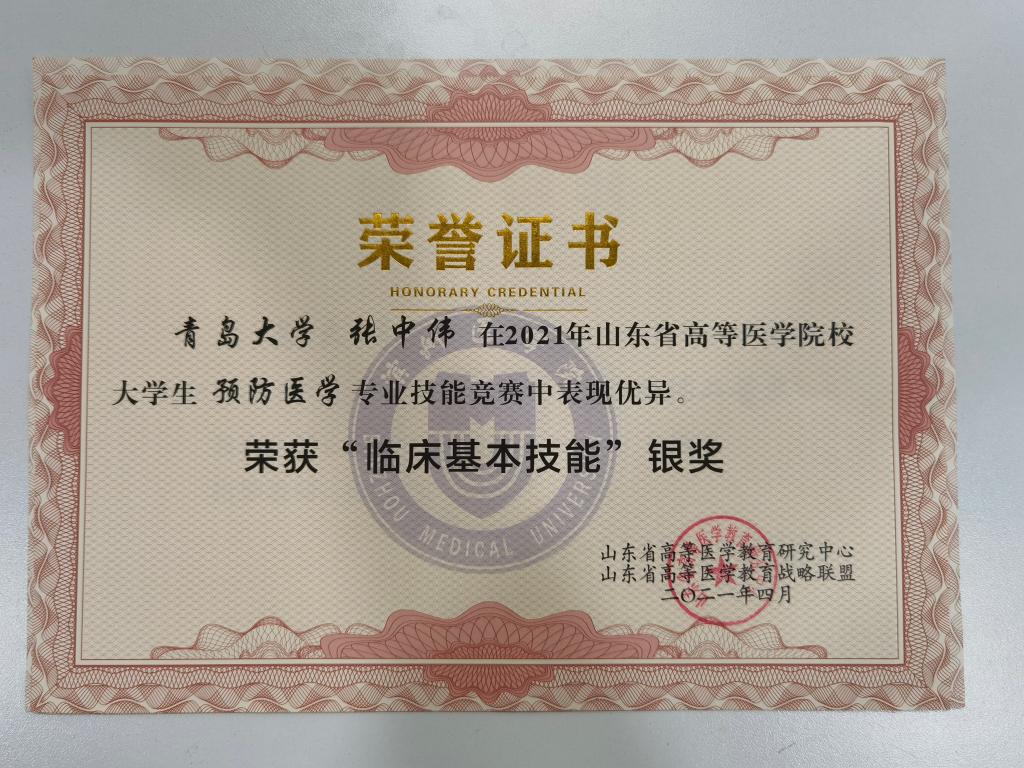 荣誉证书
HONORARY CREDENTIAL
青岛大学 张中伟 在2021年山东省高等医学院校
大学生 预防医学 专业技能竞赛中表现优异。
荣获“临床基本技能”银奖
MEDICAL
山东省高等医学教育研究中心
山东省高等医学教育战略联盟
二〇二一年四月